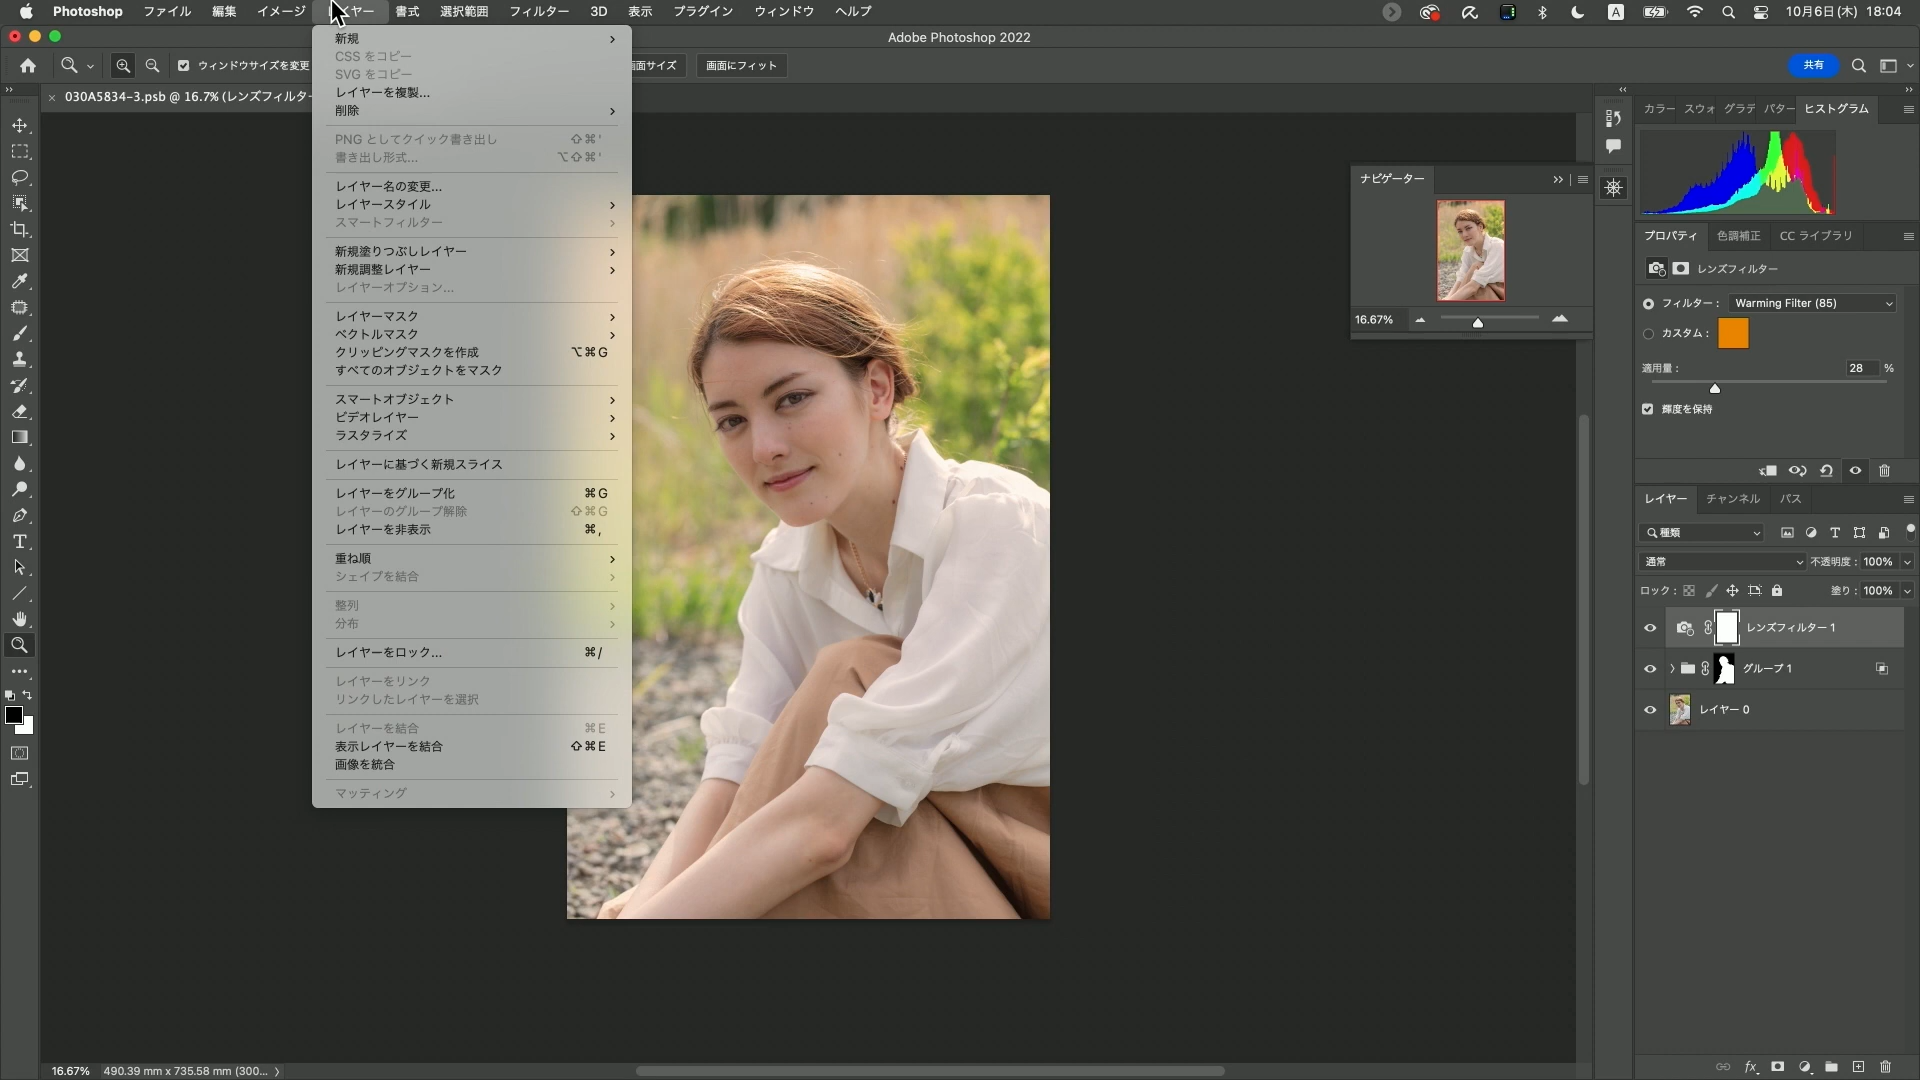 Photoshop ファイル 編集 イメージ レイヤー 書式 選択範囲 フィルター 3D 表示 プラグイン ウィンドウ ヘルプ A 10月6日(木) 18:04
Adobe Photoshop 2022
ウィンドウサイズを変更 画面サイズ 画面にフィット 共有
030A5834-3.psb @ 16.7% (レンズフィルター
新規
CSS をコピー
SVG をコピー
レイヤーを複製...
削除
PNG としてクイック書き出し ⇧⌘'
書き出し形式... ⌥⇧⌘'
レイヤー名の変更...
レイヤースタイル
スマートフィルター
新規塗りつぶしレイヤー
新規調整レイヤー
レイヤーオプション...
レイヤーマスク
ベクトルマスク
クリッピングマスクを作成 ⌥⌘G
すべてのオブジェクトをマスク
スマートオブジェクト
ビデオレイヤー
ラスタライズ
レイヤーに基づく新規スライス
レイヤーをグループ化 ⌘G
レイヤーのグループ解除 ⇧⌘G
レイヤーを非表示 ⌘,
重ね順
シェイプを結合
整列
分布
レイヤーをロック... ⌘/
レイヤーをリンク
リンクしたレイヤーを選択
レイヤーを結合 ⌘E
表示レイヤーを結合 ⇧⌘E
画像を統合
マッティング
ナビゲーター
16.67%
カラー スウォ グラデ パター ヒストグラム
プロパティ 色調補正 CC ライブラリ
レンズフィルター
フィルター : Warming Filter (85)
カスタム :
適用量 : 28 %
輝度を保持
レイヤー チャンネル パス
種類
通常 不透明度 : 100%
ロック : 塗り : 100%
レンズフィルター 1
グループ 1
レイヤー 0
16.67% 490.39 mm x 735.58 mm (300...
fx